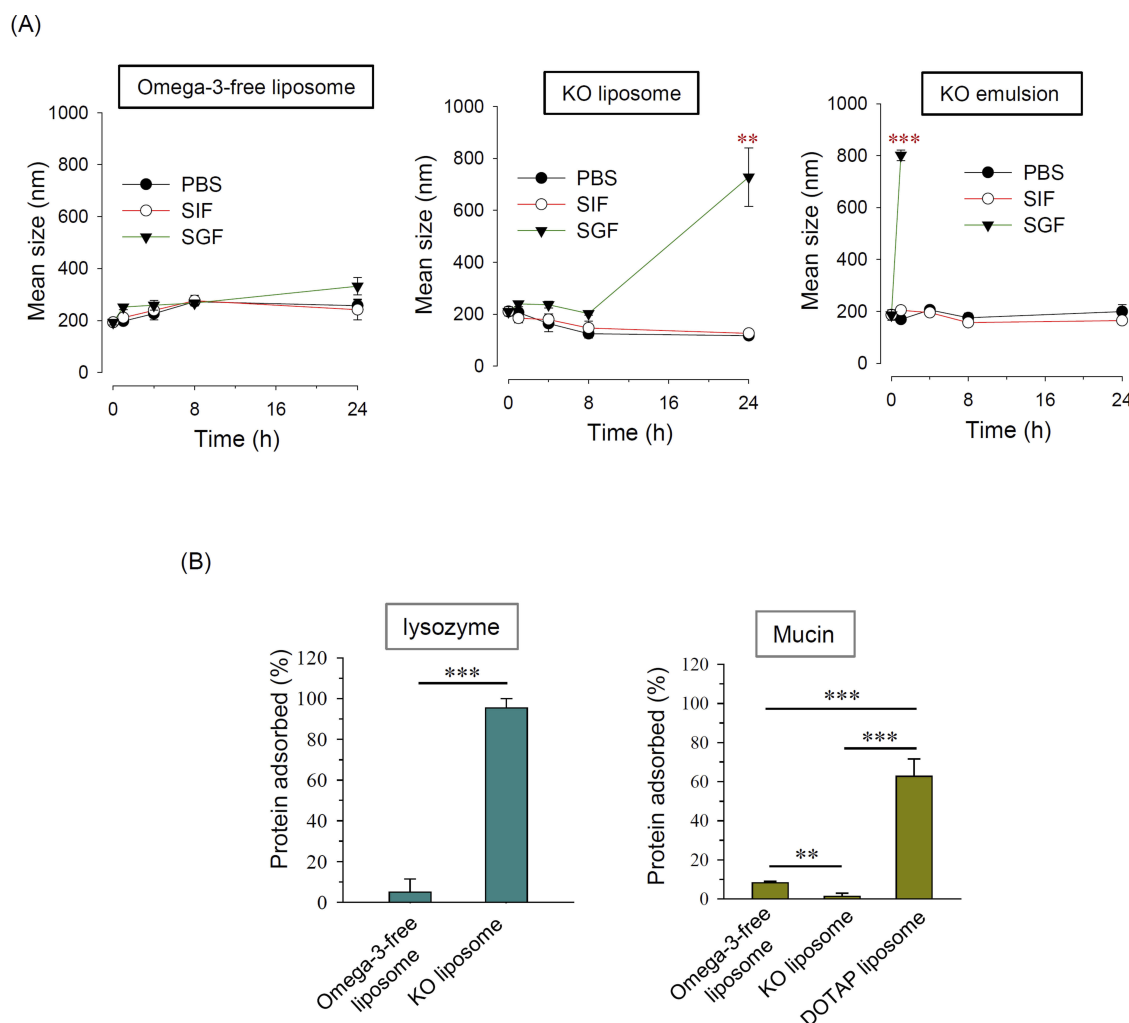 (A)
Omega-3-free liposome
KO liposome
KO emulsion
1000
800
600
400
200
0
Mean size (nm)
PBS
SIF
SGF
0
8
16
24
Time (h)
1000
800
600
400
200
0
Mean size (nm)
**
PBS
SIF
SGF
0
8
16
24
Time (h)
1000
800
600
400
200
0
Mean size (nm)
***
PBS
SIF
SGF
0
8
16
24
Time (h)
(B)
lysozyme
120
100
80
60
40
20
0
Protein adsorbed (%)
***
Omega-3-free
liposome
KO liposome
Mucin
120
100
80
60
40
20
0
Protein adsorbed (%)
***
***
**
Omega-3-free
liposome
KO liposome
DOTAP liposome